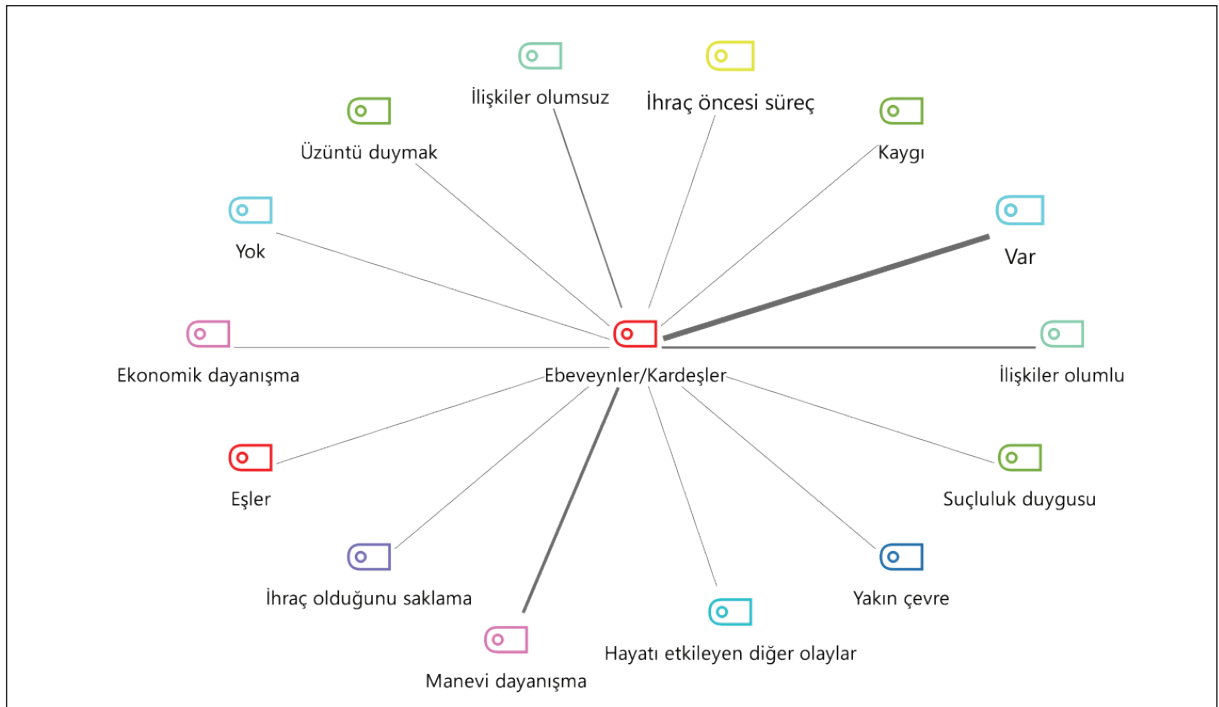 İlişkiler olumsuz
İhraç öncesi süreç
Üzüntü duymak
Kaygı
Yok
Var
Ekonomik dayanışma
Ebeveynler/Kardeşler
İlişkiler olumlu
Eşler
Suçluluk duygusu
İhraç olduğunu saklama
Yakın çevre
Manevi dayanışma
Hayatı etkileyen diğer olaylar